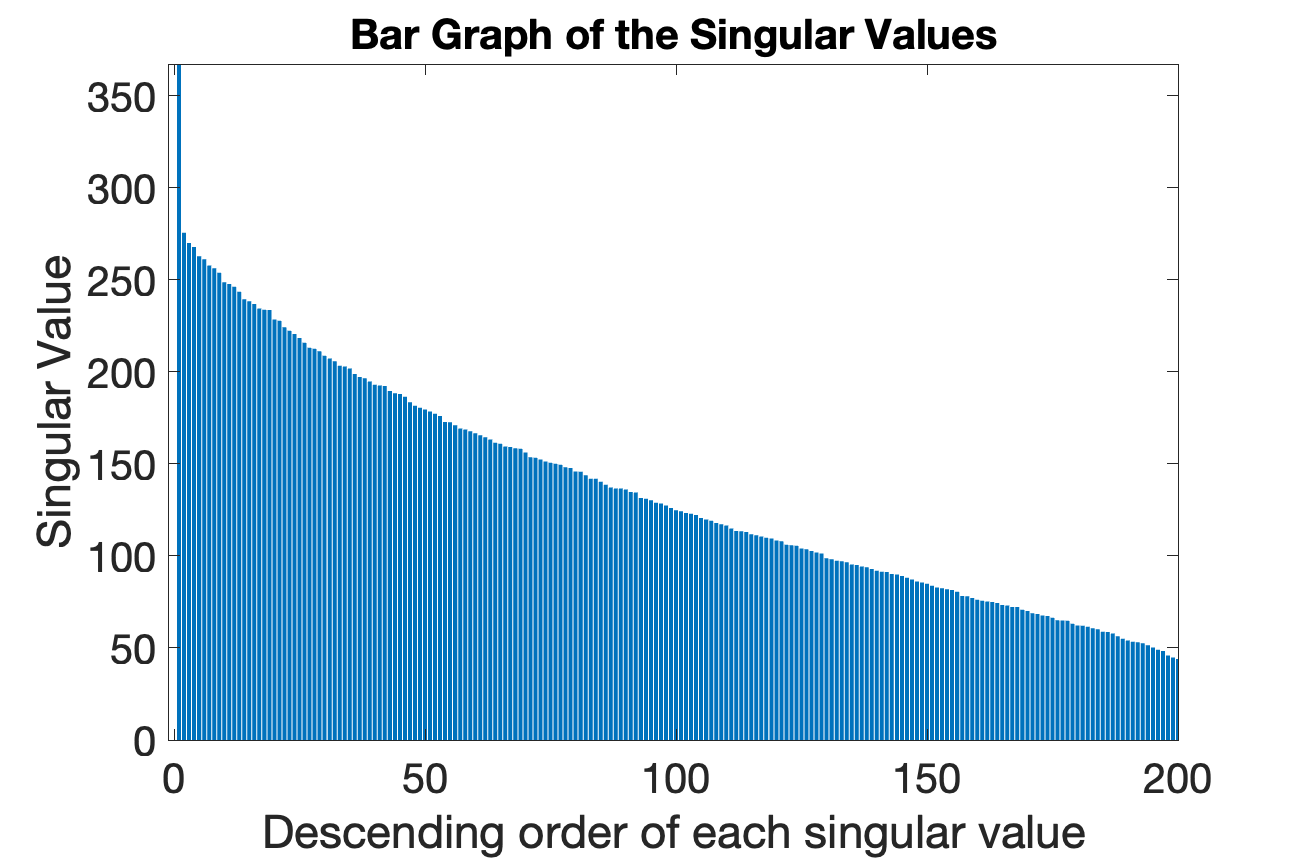 Bar Graph of the Singular Values
350
300
250
200
150
100
50
0
Singular Value
0 50 100 150 200
Descending order of each singular value